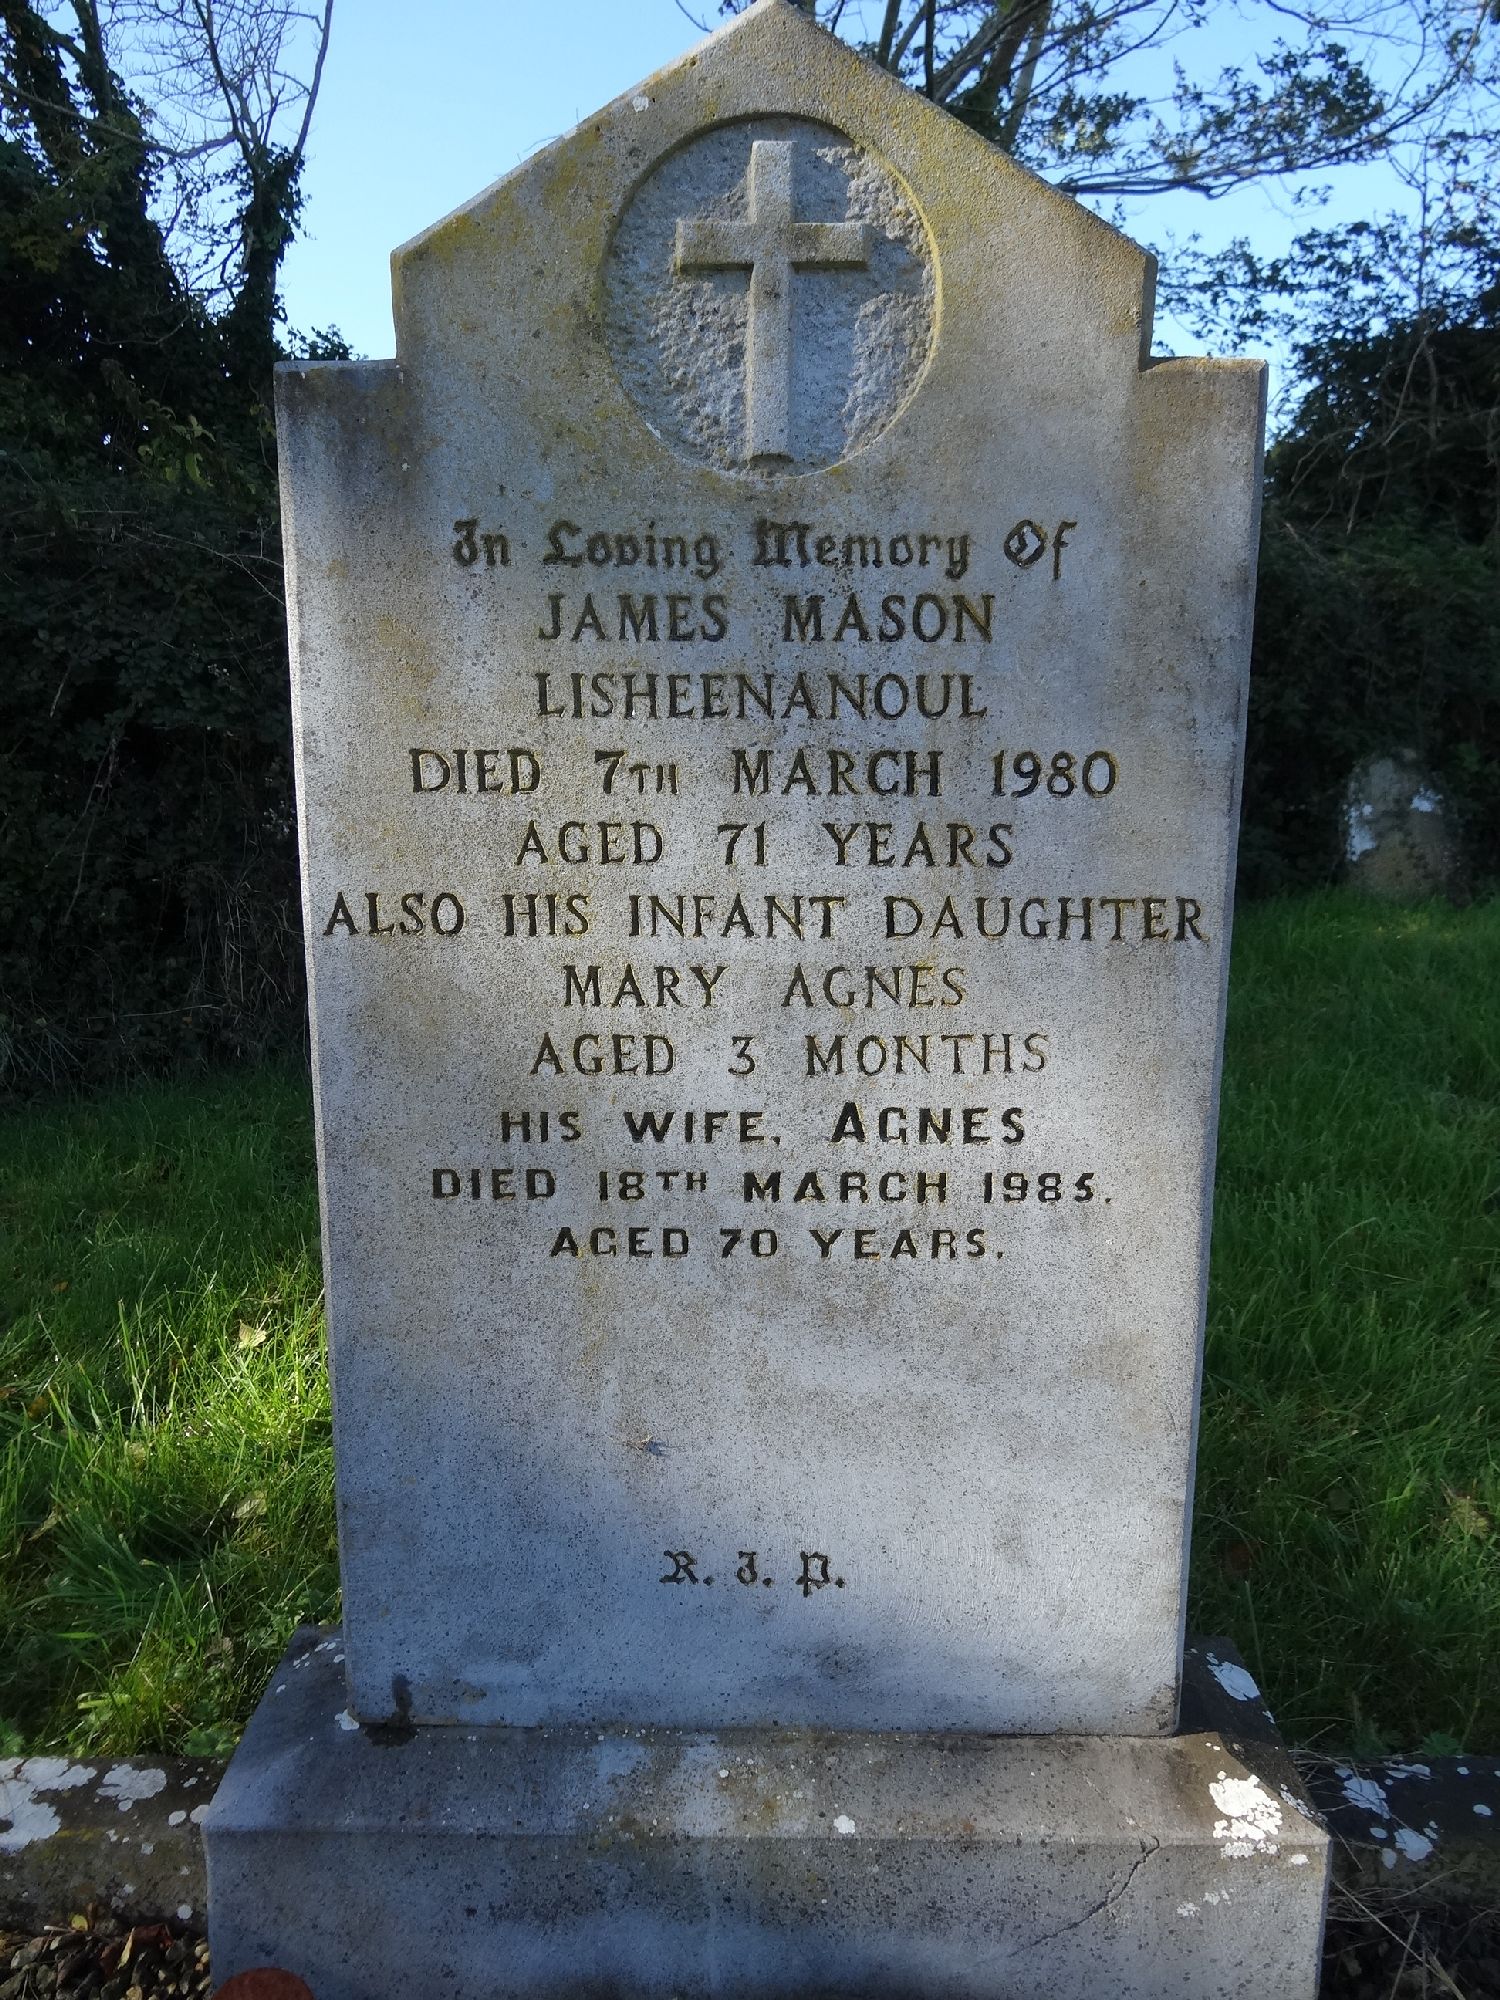 In Loving Memory Of
JAMES MASON
LISHEENANOUL
DIED 7TH MARCH 1980
AGED 71 YEARS
ALSO HIS INFANT DAUGHTER
MARY AGNES
AGED 3 MONTHS
HIS WIFE, AGNES
DIED 18TH MARCH 1985.
AGED 70 YEARS.
R. I. P.